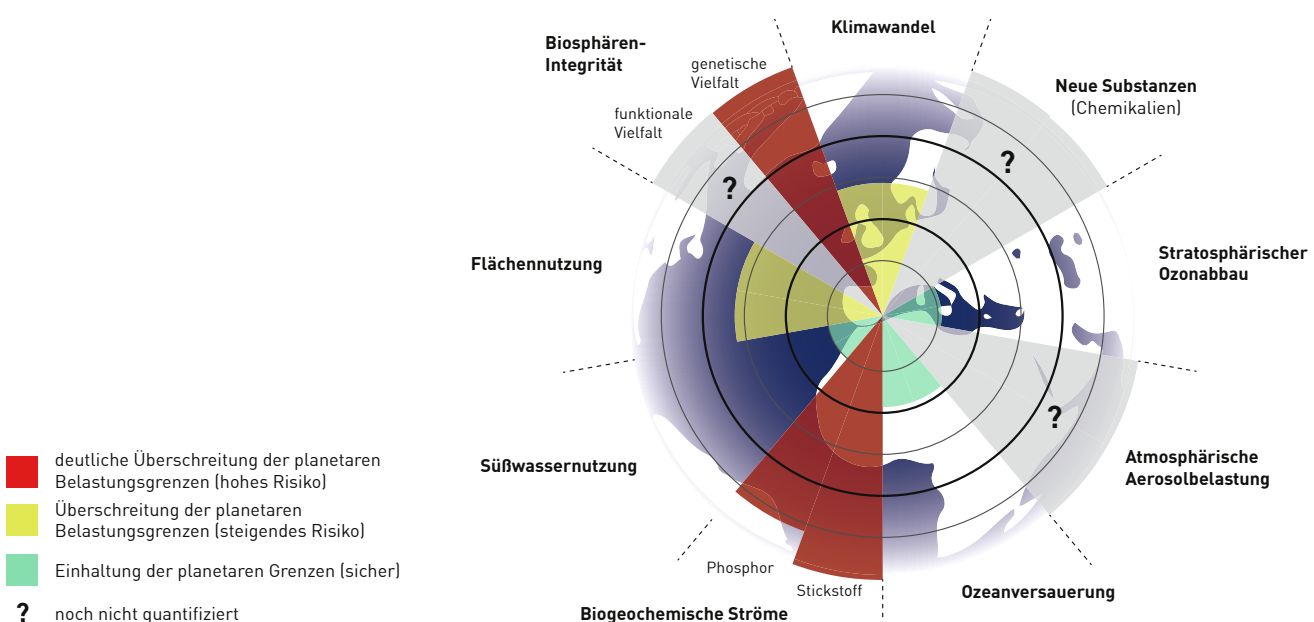 Klimawandel
Biosphären-
Integrität
genetische
Vielfalt
funktionale
Vielfalt
Neue Substanzen
(Chemikalien)
?
?
Flächennutzung
Stratosphärischer
Ozonabbau
?
Süßwassernutzung
Atmosphärische
Aerosolbelastung
Phosphor
Stickstoff
Biogeochemische Ströme
Ozeanversauerung
deutliche Überschreitung der planetaren
Belastungsgrenzen (hohes Risiko)
Überschreitung der planetaren
Belastungsgrenzen (steigendes Risiko)
Einhaltung der planetaren Grenzen (sicher)
? noch nicht quantifiziert